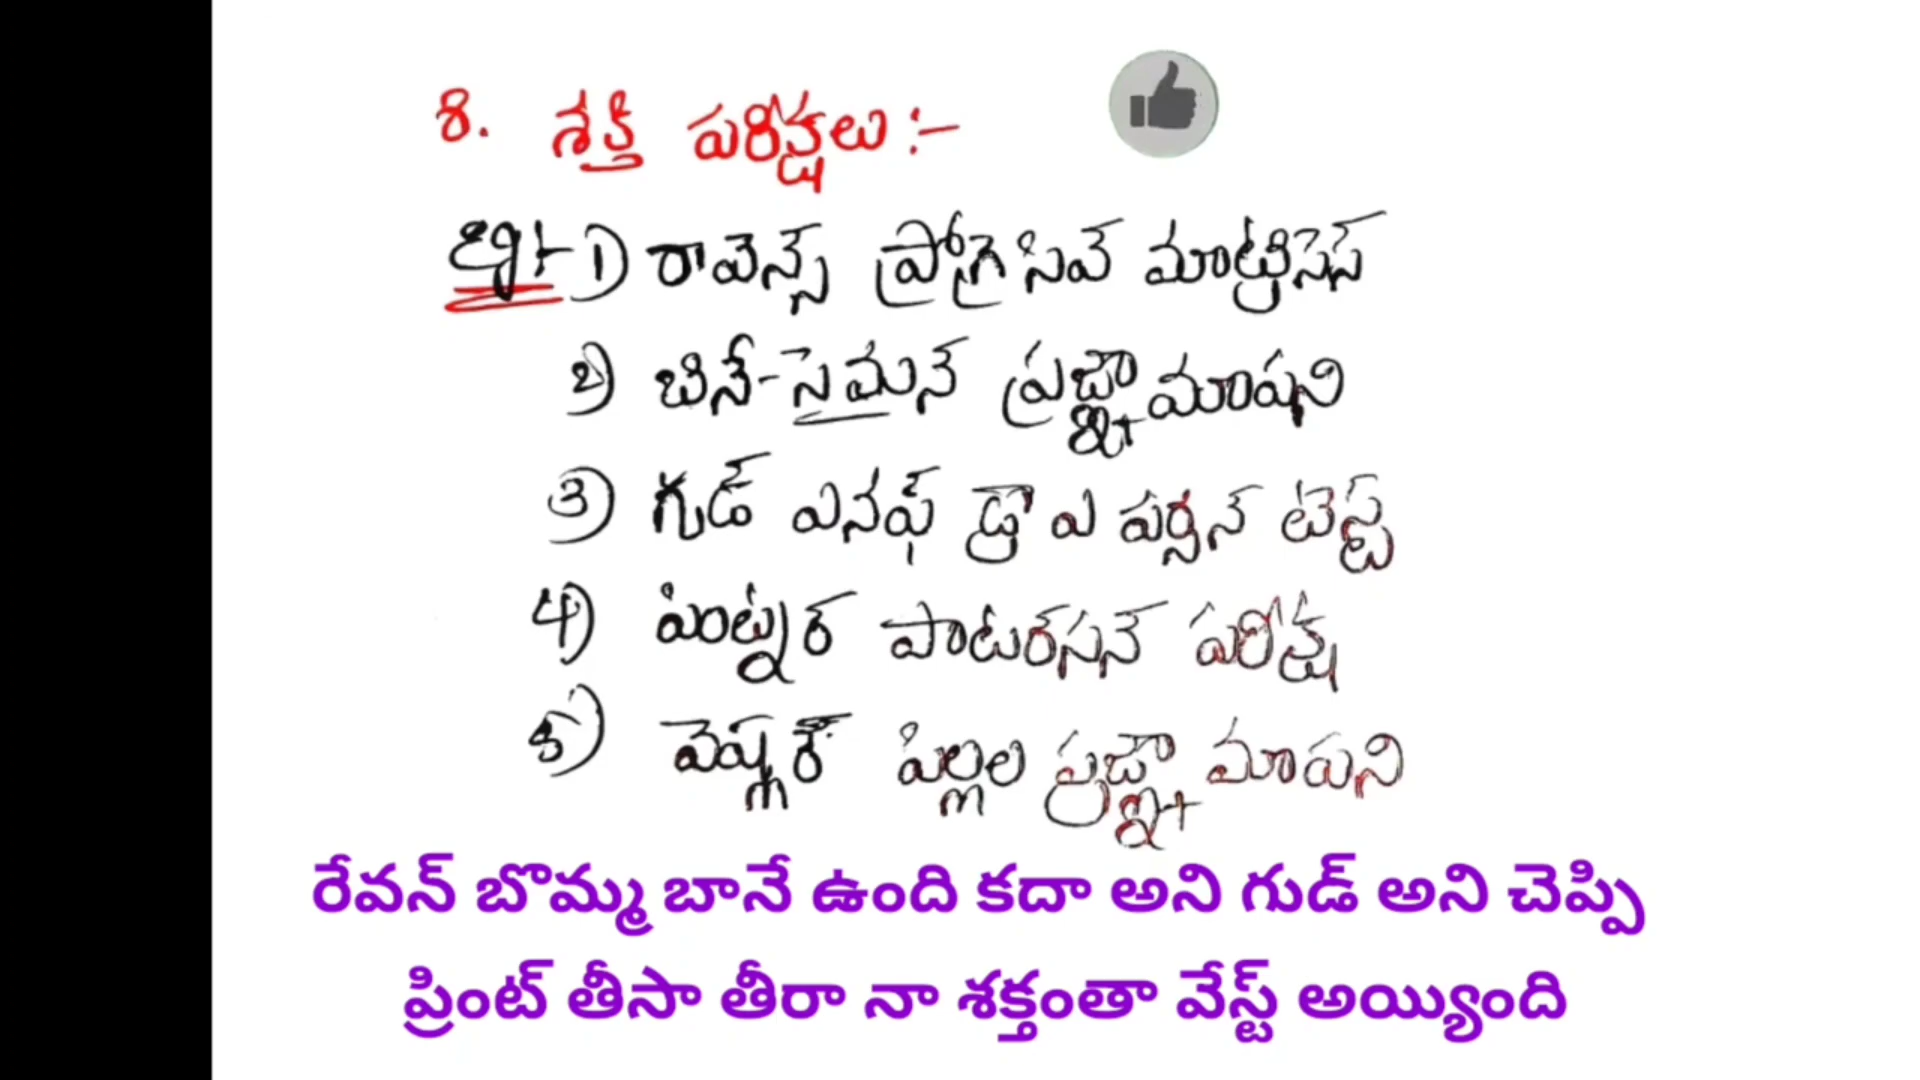 8. శక్తి పరీక్షలు :-
1) రావెన్స్ ప్రోగ్రెసివ్ మాట్రిసెస్
2) బినే-సైమన్ ప్రజ్ఞా మాపని
3) గుడ్ ఎనఫ్ డ్రా ఎ పర్సన్ టెస్ట్
4) పింట్నర్ పాటర్సన్ పరీక్ష
5) వెష్లర్ పిల్లల ప్రజ్ఞా మాపని
రేవన్ బొమ్మ బానే ఉంది కదా అని గుడ్ అని చెప్పి
ప్రింట్ తీసా తీరా నా శక్తంతా వేస్ట్ అయ్యింది